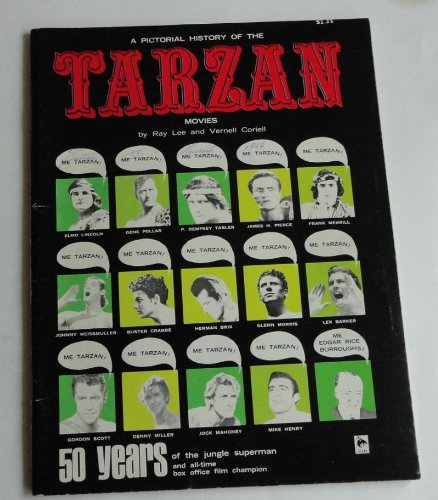 $1.25
A PICTORIAL HISTORY OF THE
TARZAN
MOVIES
by Ray Lee and Vernell Coriell
ME TARZAN! ME TARZAN! ME TARZAN! ME TARZAN! ME TARZAN!
ELMO LINCOLN GENE POLLAR P. DEMPSEY TABLER JAMES H. PIERCE FRANK MERRILL
ME TARZAN! ME TARZAN! ME TARZAN! ME TARZAN! ME TARZAN!
JOHNNY WEISSMULLER BUSTER CRABBE HERMAN BRIX GLENN MORRIS LEX BARKER
ME TARZAN! ME TARZAN! ME TARZAN! ME TARZAN! ME EDGAR RICE BURROUGHS!
GORDON SCOTT DENNY MILLER JOCK MAHONEY MIKE HENRY
50 years of the jungle superman
and all-time
box office film champion